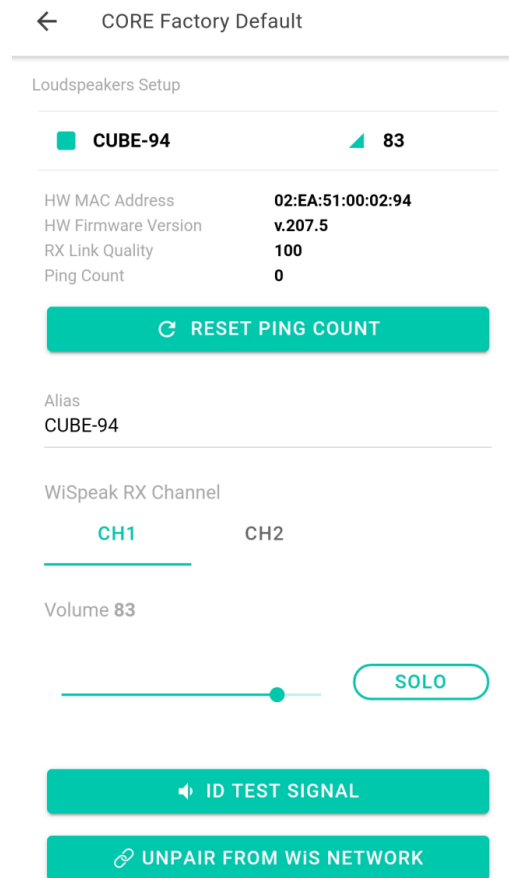 CORE Factory Default
Loudspeakers Setup
CUBE-94 83
HW MAC Address 02:EA:51:00:02:94
HW Firmware Version v.207.5
RX Link Quality 100
Ping Count 0
RESET PING COUNT
Alias
CUBE-94
WiSpeak RX Channel
CH1 CH2
Volume 83
SOLO
ID TEST SIGNAL
UNPAIR FROM WiS NETWORK